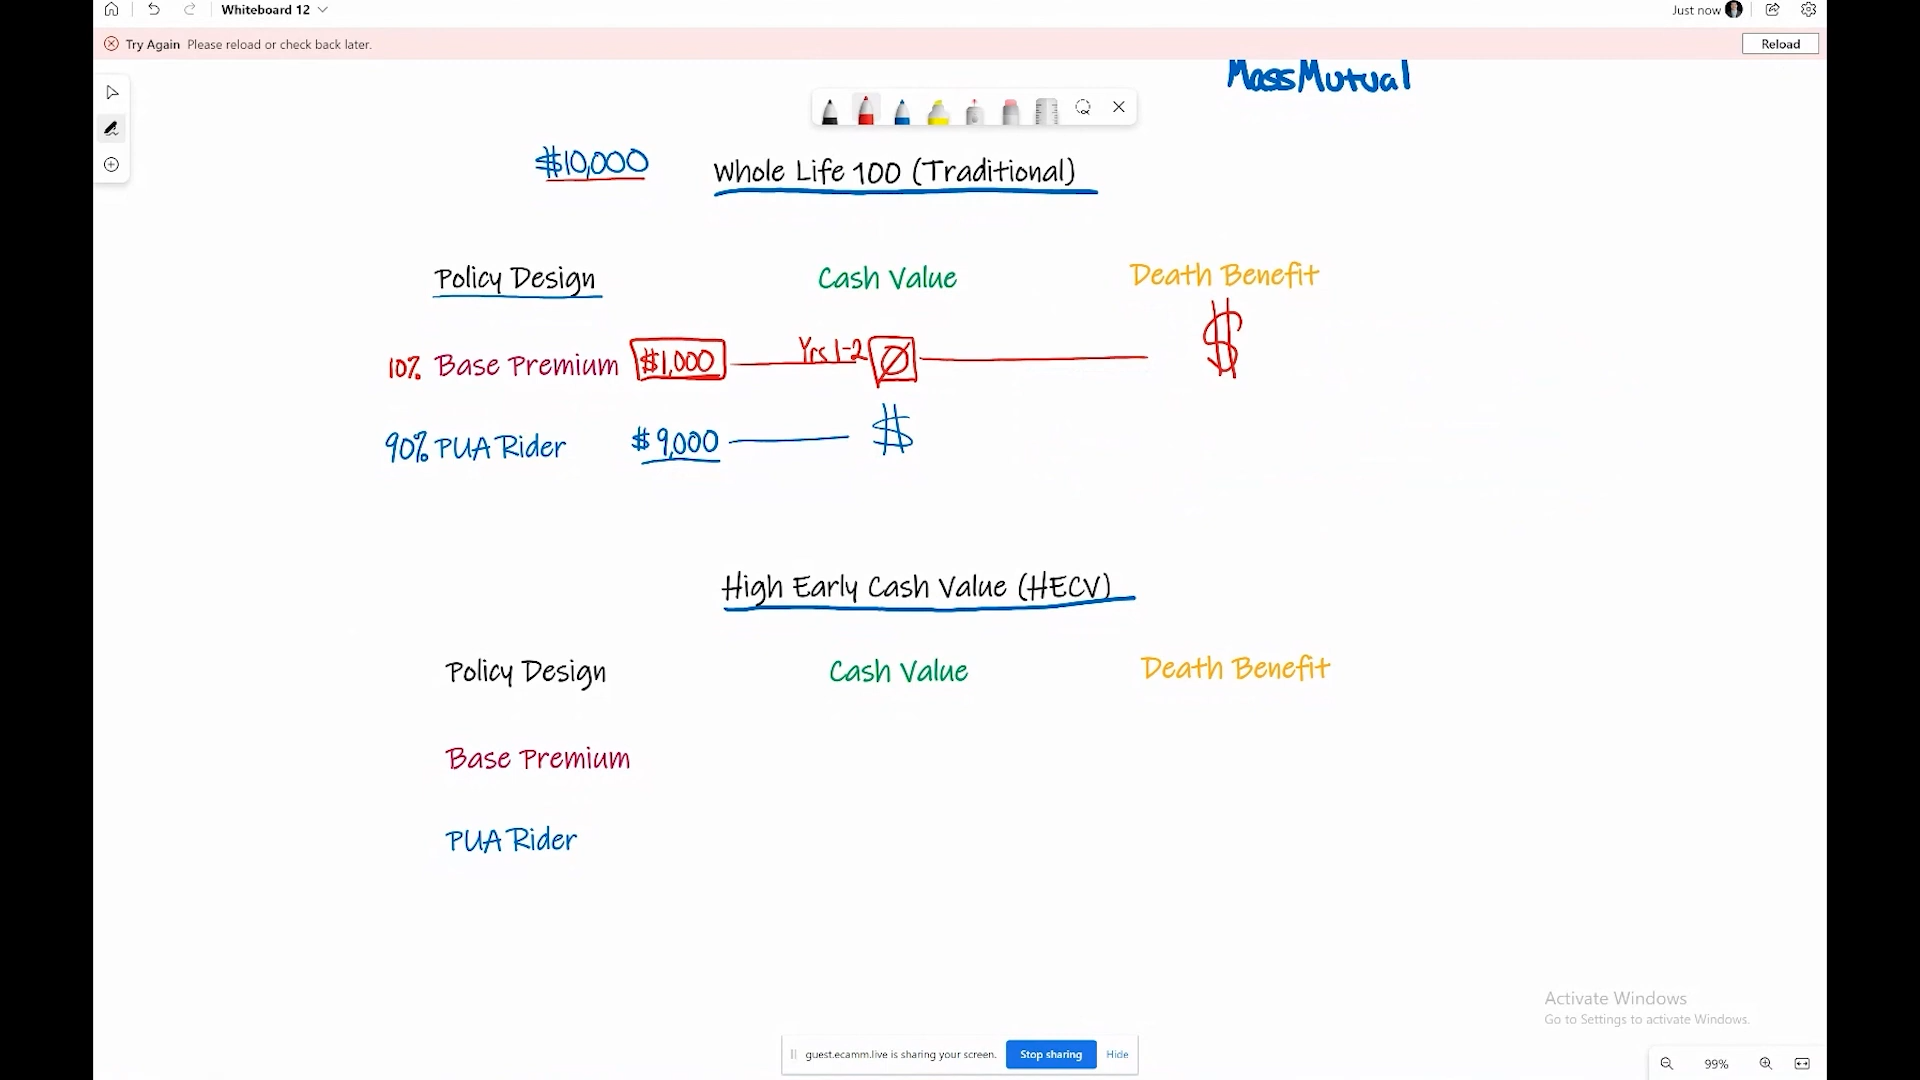 Whiteboard 12
Just now
Try Again Please reload or check back later.
Reload
MassMutual
$10,000
Whole Life 100 (Traditional)
Policy Design Cash Value Death Benefit
10% Base Premium $1,000 Yrs 1-2 Ø $
90% PUA Rider $9,000 $
High Early Cash Value (HECV)
Policy Design Cash Value Death Benefit
Base Premium
PUA Rider
Activate Windows
Go to Settings to activate Windows.
guest.ecamm.live is sharing your screen. Stop sharing Hide
99%